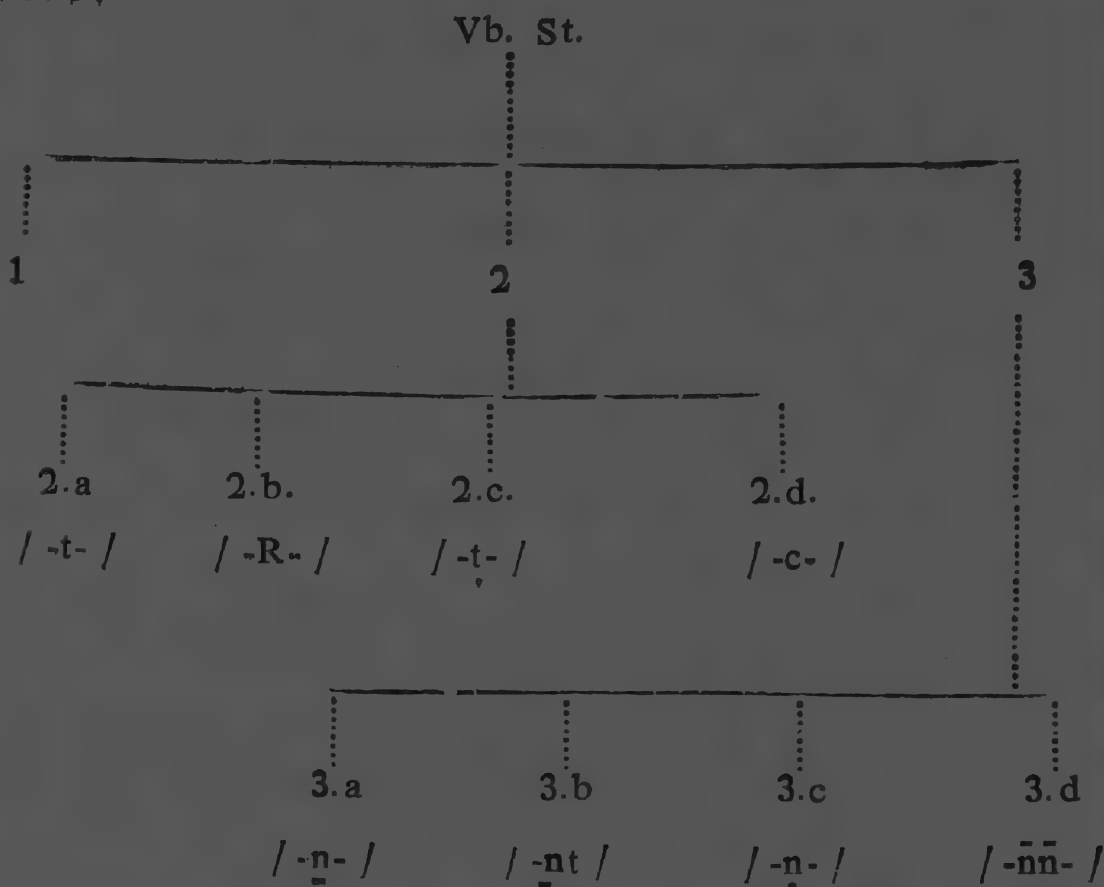 Vb. St.
1 2 3
2.a 2.b. 2.c. 2.d.
/ -t- / / -R- / / -ṭ- / / -c- /
3.a 3.b 3.c 3.d
/ -ṉ- / / -ṉt / / -ṇ- / / -n̄n̄- /